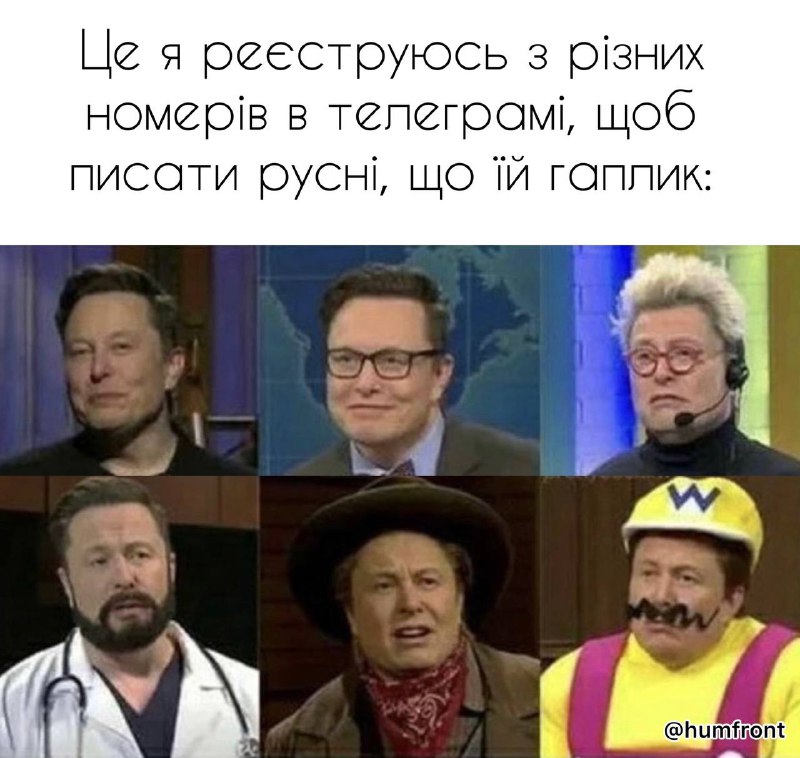 Це я реєструюсь з різних
номерів в телеграмі, щоб
писати русні, що їй гаплик:
W
@humfront